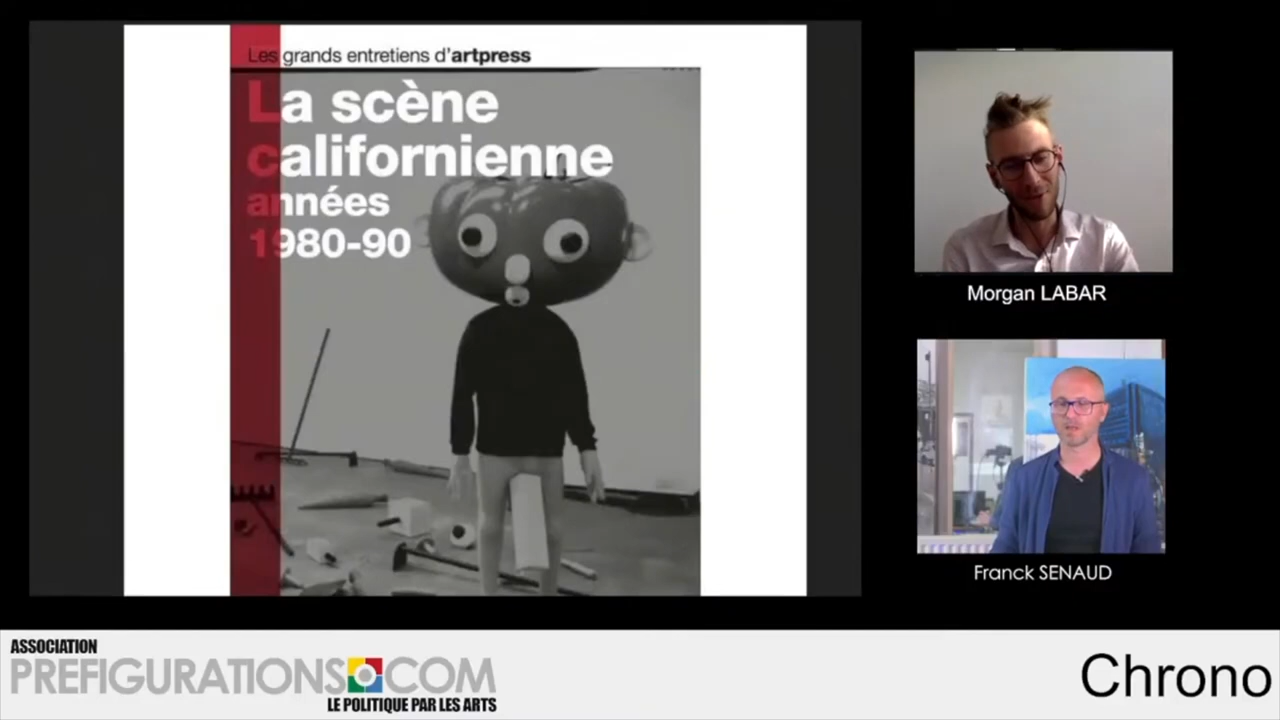 Les grands entretiens d'artpress
La scène
californienne
années
1980-90
Morgan LABAR
Franck SENAUD
ASSOCIATION
PREFIGURATIONS.COM
LE POLITIQUE PAR LES ARTS
Chrono